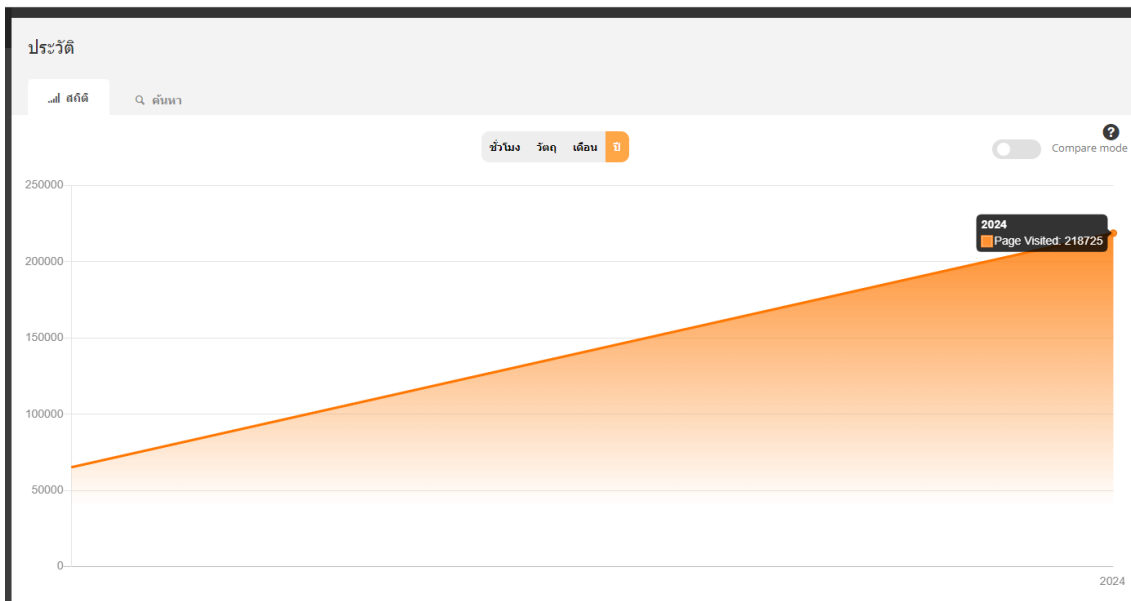 ประวัติ
สถิติ
ค้นหา
ชั่วโมง วัตถุ เดือน ปี
Compare mode
250000
2024
Page Visited: 218725
200000
150000
100000
50000
0
2024